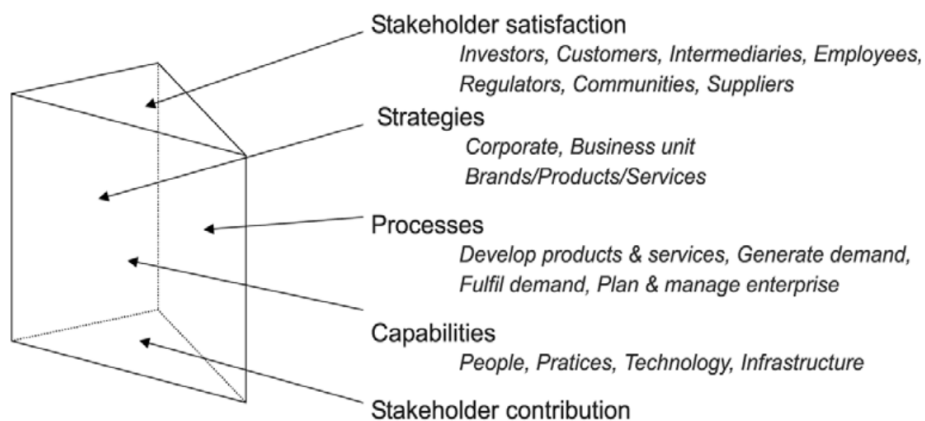 Stakeholder satisfaction
Investors, Customers, Intermediaries, Employees,
Regulators, Communities, Suppliers
Strategies
Corporate, Business unit
Brands/Products/Services
Processes
Develop products & services, Generate demand,
Fulfil demand, Plan & manage enterprise
Capabilities
People, Pratices, Technology, Infrastructure
Stakeholder contribution